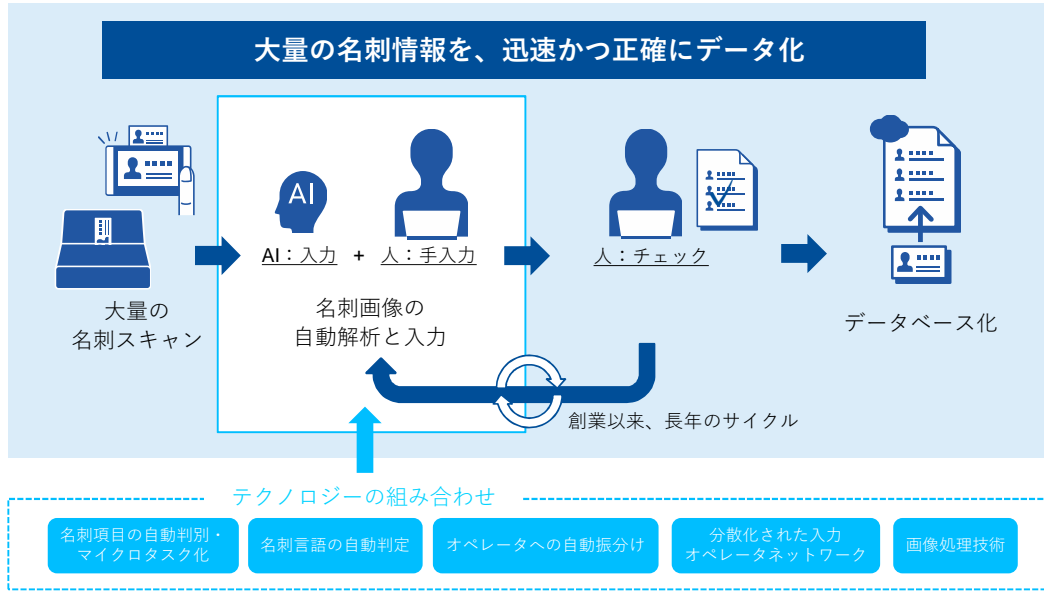 大量の名刺情報を、迅速かつ正確にデータ化
AI
AI：入力 + 人：手入力
人：チェック
大量の
名刺スキャン
名刺画像の
自動解析と入力
データベース化
創業以来、長年のサイクル
テクノロジーの組み合わせ
名刺項目の自動判別・
マイクロタスク化
名刺言語の自動判定
オペレータへの自動振分け
分散化された入力
オペレータネットワーク
画像処理技術